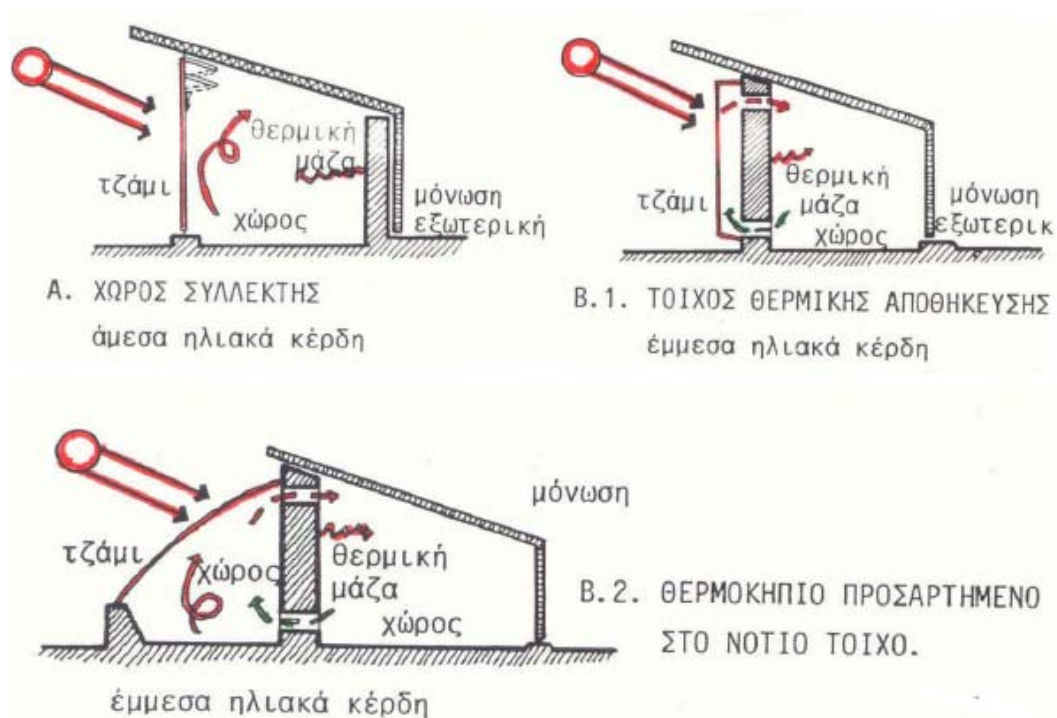 θερμική
μάζα
τζάμι
χώρος
μόνωση
εξωτερική
Α. ΧΩΡΟΣ ΣΥΛΛΕΚΤΗΣ
άμεσα ηλιακά κέρδη
θερμική
μάζα
τζάμι
χώρος
μόνωση
εξωτερικ
Β.1. ΤΟΙΧΟΣ ΘΕΡΜΙΚΗΣ ΑΠΟΘΗΚΕΥΣΗΣ
έμμεσα ηλιακά κέρδη
μόνωση
τζάμι
χώρος
θερμική
μάζα
χώρος
Β.2. ΘΕΡΜΟΚΗΠΙΟ ΠΡΟΣΑΡΤΗΜΕΝΟ
ΣΤΟ ΝΟΤΙΟ ΤΟΙΧΟ.
έμμεσα ηλιακά κέρδη